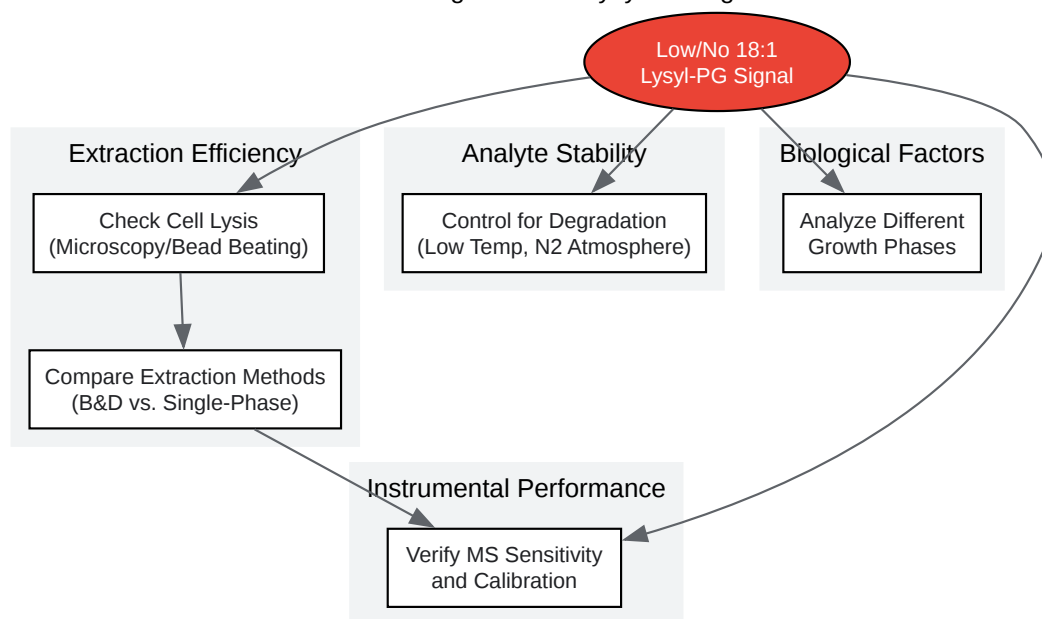 Low/No 18:1
Lysyl-PG Signal
Extraction Efficiency
Check Cell Lysis
(Microscopy/Bead Beating)
Compare Extraction Methods
(B&D vs. Single-Phase)
Analyte Stability
Control for Degradation
(Low Temp, N2 Atmosphere)
Biological Factors
Analyze Different
Growth Phases
Instrumental Performance
Verify MS Sensitivity
and Calibration